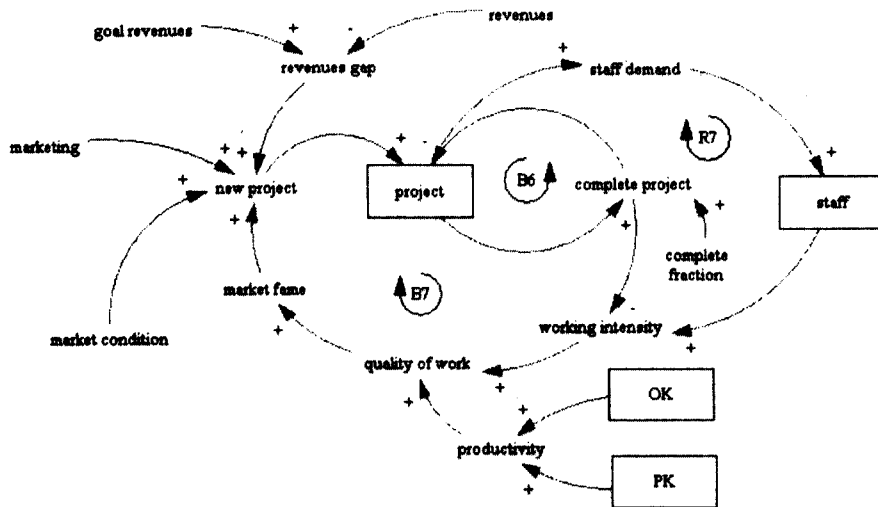 revenues
goal revenues
+
-
revenues gap
+
staff demand
marketing
+
+
+
-
R7
+
+
new project
project
B6
complete project
staff
+
+
+
complete
fraction
market fame
B7
market condition
+
-
working intensity
+
quality of work
+
+
+
OK
productivity
+
PK